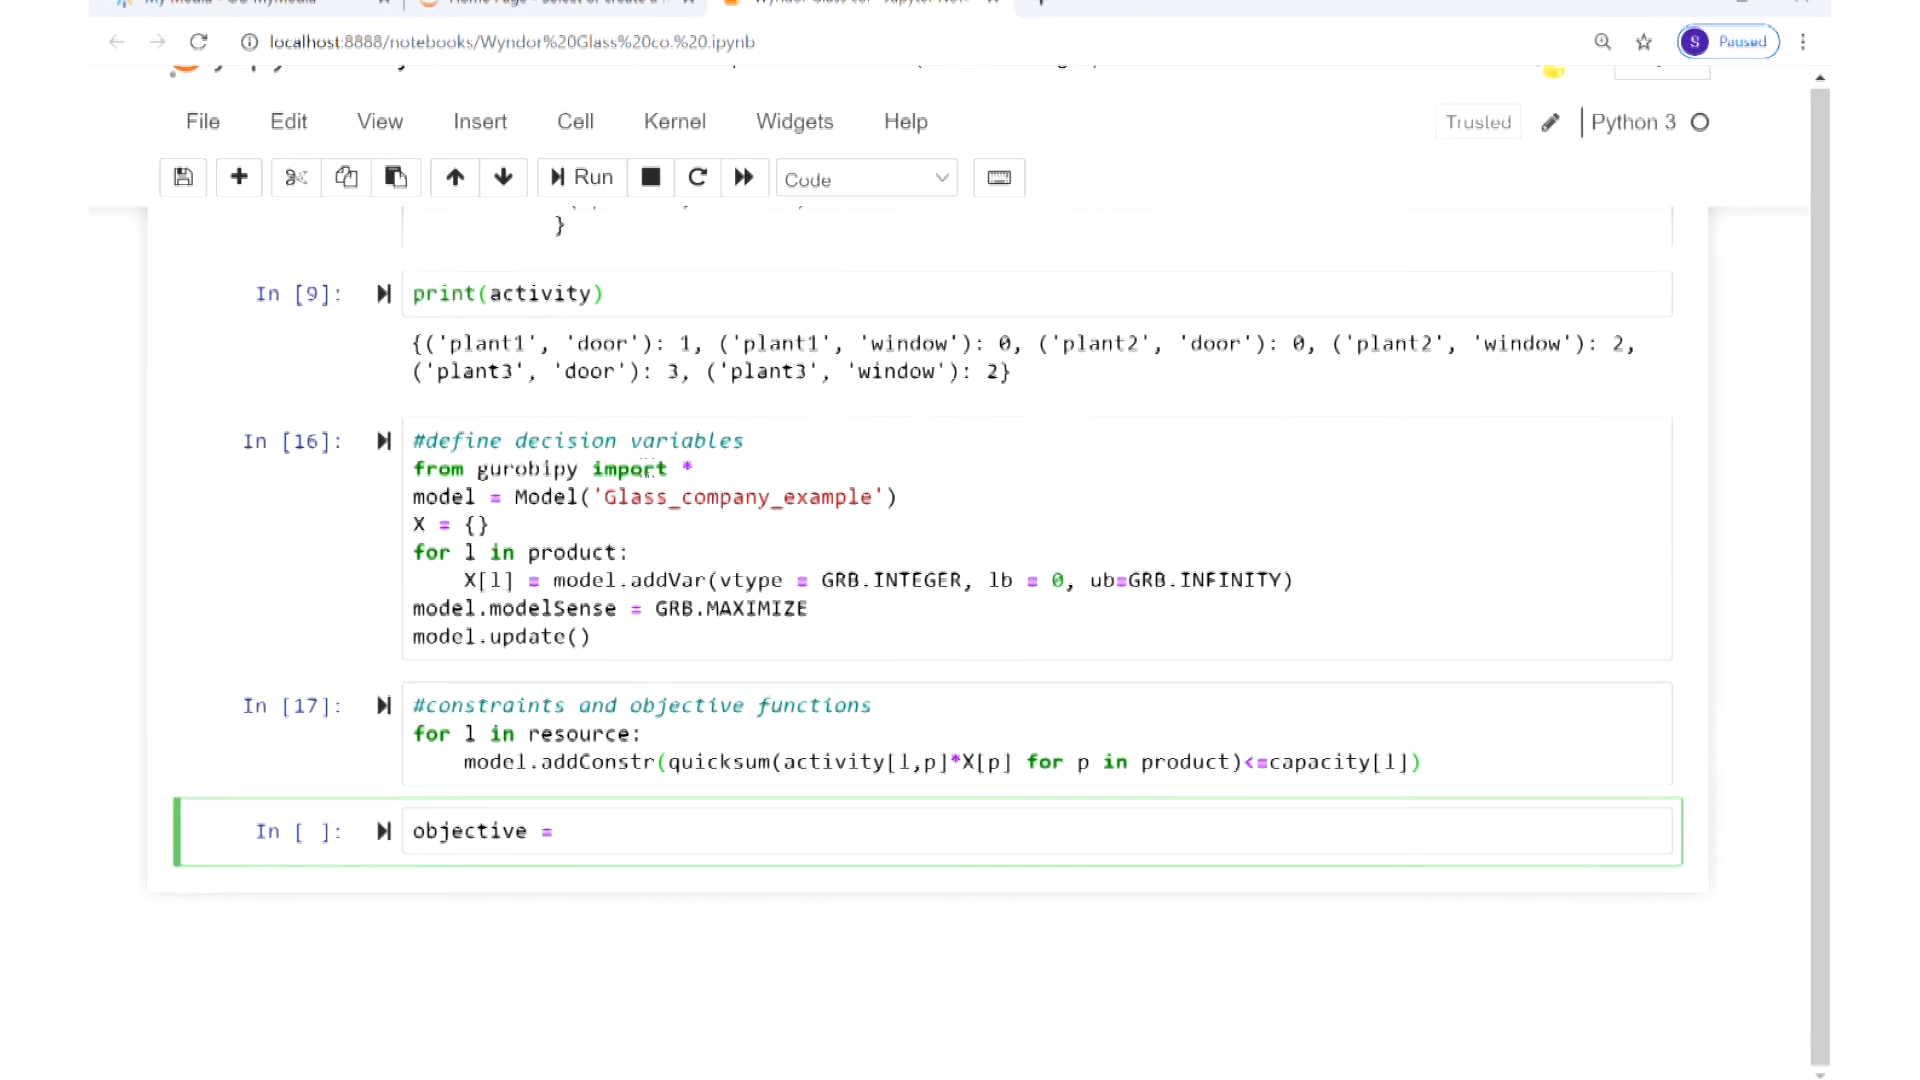 localhost:8888/notebooks/Wyndor%20Glass%20co.%20.ipynb
Paused
S
File Edit View Insert Cell Kernel Widgets Help
Trusted
Python 3
Run
Code
}
In [9]:
print(activity)
{('plant1', 'door'): 1, ('plant1', 'window'): 0, ('plant2', 'door'): 0, ('plant2', 'window'): 2,
('plant3', 'door'): 3, ('plant3', 'window'): 2}
In [16]:
#define decision variables
from gurobipy import *
model = Model('Glass_company_example')
X = {}
for l in product:
X[l] = model.addVar(vtype = GRB.INTEGER, lb = 0, ub=GRB.INFINITY)
model.modelSense = GRB.MAXIMIZE
model.update()
In [17]:
#constraints and objective functions
for l in resource:
model.addConstr(quicksum(activity[l,p]*X[p] for p in product)<=capacity[l])
In [ ]:
objective =